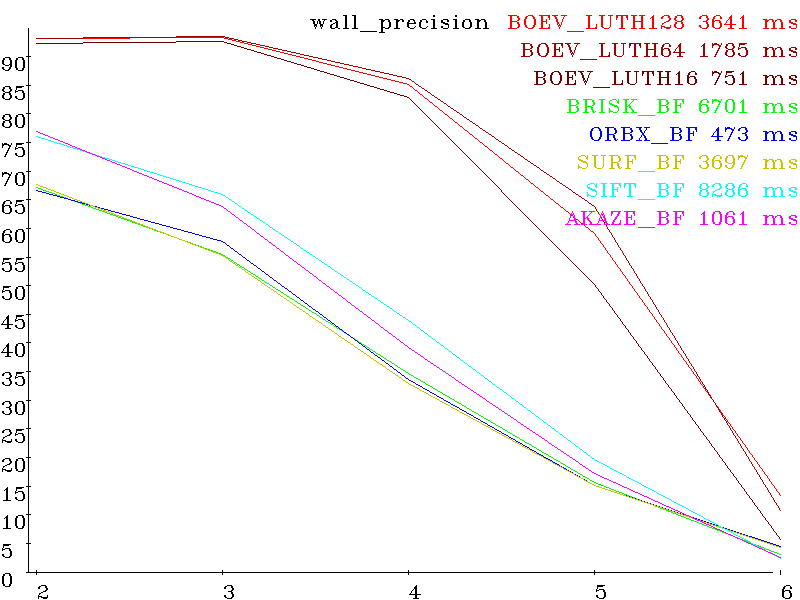 wall_precision BOEV_LUTH128 3641 ms
BOEV_LUTH64 1785 ms
BOEV_LUTH16 751 ms
BRISK_BF 6701 ms
ORBX_BF 473 ms
SURF_BF 3697 ms
SIFT_BF 8286 ms
AKAZE_BF 1061 ms
90
85
80
75
70
65
60
55
50
45
40
35
30
25
20
15
10
5
0
2 3 4 5 6